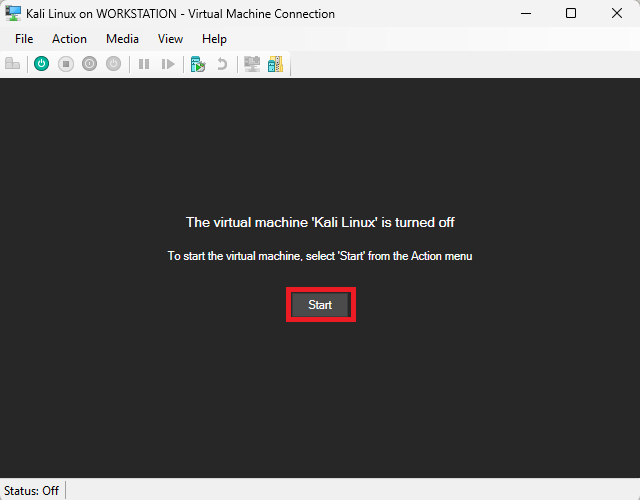 Kali Linux on WORKSTATION - Virtual Machine Connection
File Action Media View Help
The virtual machine 'Kali Linux' is turned off
To start the virtual machine, select 'Start' from the Action menu
Start
Status: Off